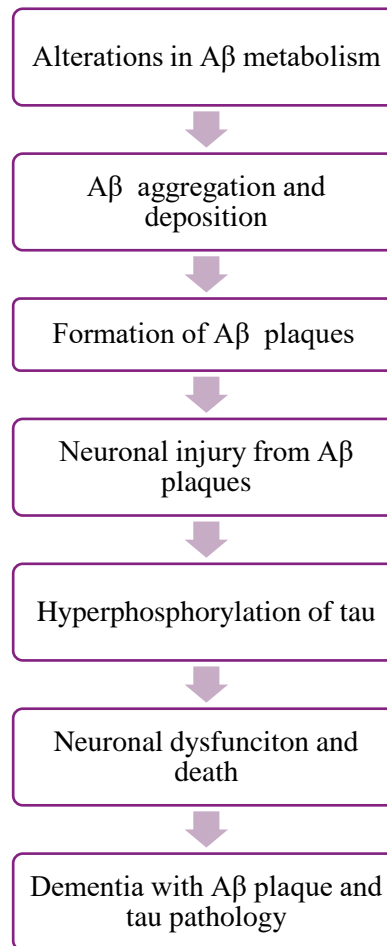 Alterations in Aβ metabolism
Aβ aggregation and
deposition
Formation of Aβ plaques
Neuronal injury from Aβ
plaques
Hyperphosphorylation of tau
Neuronal dysfunciton and
death
Dementia with Aβ plaque and
tau pathology